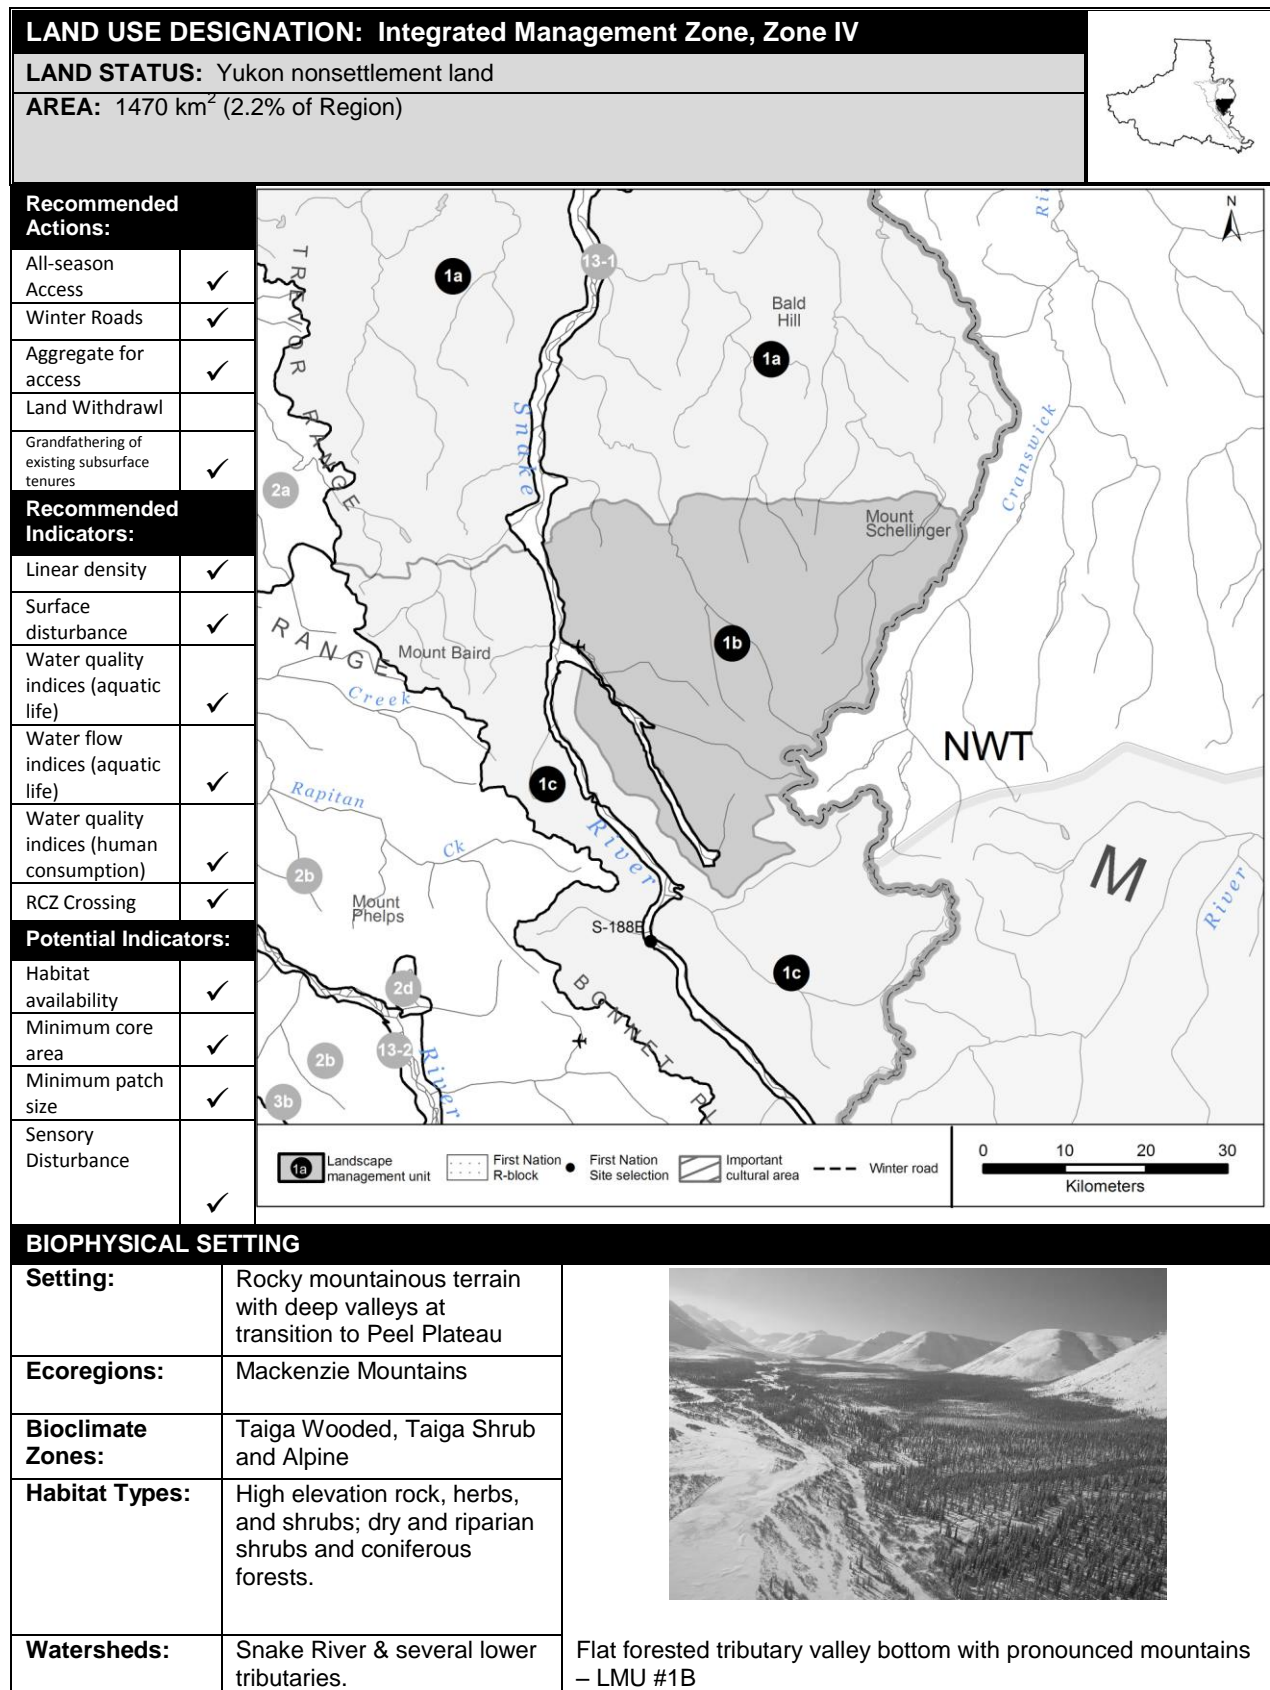 LAND USE DESIGNATION: Integrated Management Zone, Zone IV
LAND STATUS: Yukon nonsettlement land
AREA: 1470 km2 (2.2% of Region)
Recommended
Actions:
All-season
Access ✓
Winter Roads ✓
Aggregate for
access ✓
Land Withdrawl
Grandfathering of
existing subsurface
tenures ✓
Recommended
Indicators:
Linear density ✓
Surface
disturbance ✓
Water quality
indices (aquatic
life) ✓
Water flow
indices (aquatic
life) ✓
Water quality
indices (human
consumption) ✓
RCZ Crossing ✓
Potential Indicators:
Habitat
availability ✓
Minimum core
area ✓
Minimum patch
size ✓
Sensory
Disturbance ✓
N
Ri
13-1
1a
TREVOR RANGE
Bald
Hill
1a
Snake
Cranswick
2a
Mount
Schellinger
RANGE
Mount Baird
1b
Creek
NWT
1c
Rapitan
River
Ck
M
2b
Mount
Phelps
River
S-188B
1c
2d
BONNET PL
13-2
2b
River
3b
1a
Landscape
management unit
First Nation
R-block
First Nation
Site selection
Important
cultural area
Winter road
0 10 20 30
Kilometers
BIOPHYSICAL SETTING
Setting: Rocky mountainous terrain
with deep valleys at
transition to Peel Plateau
Ecoregions: Mackenzie Mountains
Bioclimate Taiga Wooded, Taiga Shrub
Zones: and Alpine
Habitat Types: High elevation rock, herbs,
and shrubs; dry and riparian
shrubs and coniferous
forests.
Watersheds: Snake River & several lower
tributaries.
Flat forested tributary valley bottom with pronounced mountains
– LMU #1B